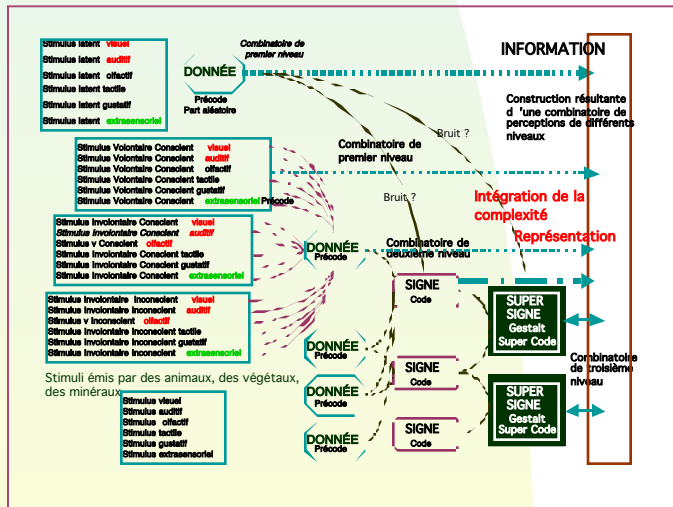 Stimulus latent visuel
Stimulus latent auditif
Stimulus latent olfactif
Stimulus latent tactile
Stimulus latent gustatif
Stimulus latent extrasensoriel
DONNÉE
Précode
Part aléatoire
Combinatoire de
premier niveau
INFORMATION
Construction résultante
d 'une combinatoire de
perceptions de différents
niveaux
Stimulus Volontaire Conscient visuel
Stimulus Volontaire Conscient auditif
Stimulus Volontaire Conscient olfactif
Stimulus Volontaire Conscient tactile
Stimulus Volontaire Conscient gustatif
Stimulus Volontaire Conscient extrasensoriel Précode
Combinatoire de
premier niveau
Bruit ?
Bruit ?
Intégration de la
complexité
Représentation
Stimulus Involontaire Conscient visuel
Stimulus Involontaire Conscient auditif
Stimulus v Conscient olfactif
Stimulus Involontaire Conscient tactile
Stimulus Involontaire Conscient gustatif
Stimulus Involontaire Conscient extrasensoriel
DONNÉE
Précode
Combinatoire de
deuxième niveau
Stimulus Involontaire Inconscient visuel
Stimulus Involontaire Inconscient auditif
Stimulus v Inconscient olfactif
Stimulus Involontaire Inconscient tactile
Stimulus Involontaire Inconscient gustatif
Stimulus Involontaire Inconscient extrasensoriel
SIGNE
Code
SUPER
SIGNE
Gestalt
Super Code
DONNÉE
Précode
Combinatoire
de troisième
niveau
Stimuli émis par des animaux, des végétaux,
des minéraux
Stimulus visuel
Stimulus auditif
Stimulus olfactif
Stimulus tactile
Stimulus gustatif
Stimulus extrasensoriel
DONNÉE
Précode
SIGNE
Code
SUPER
SIGNE
Gestalt
Super Code
DONNÉE
Précode
SIGNE
Code